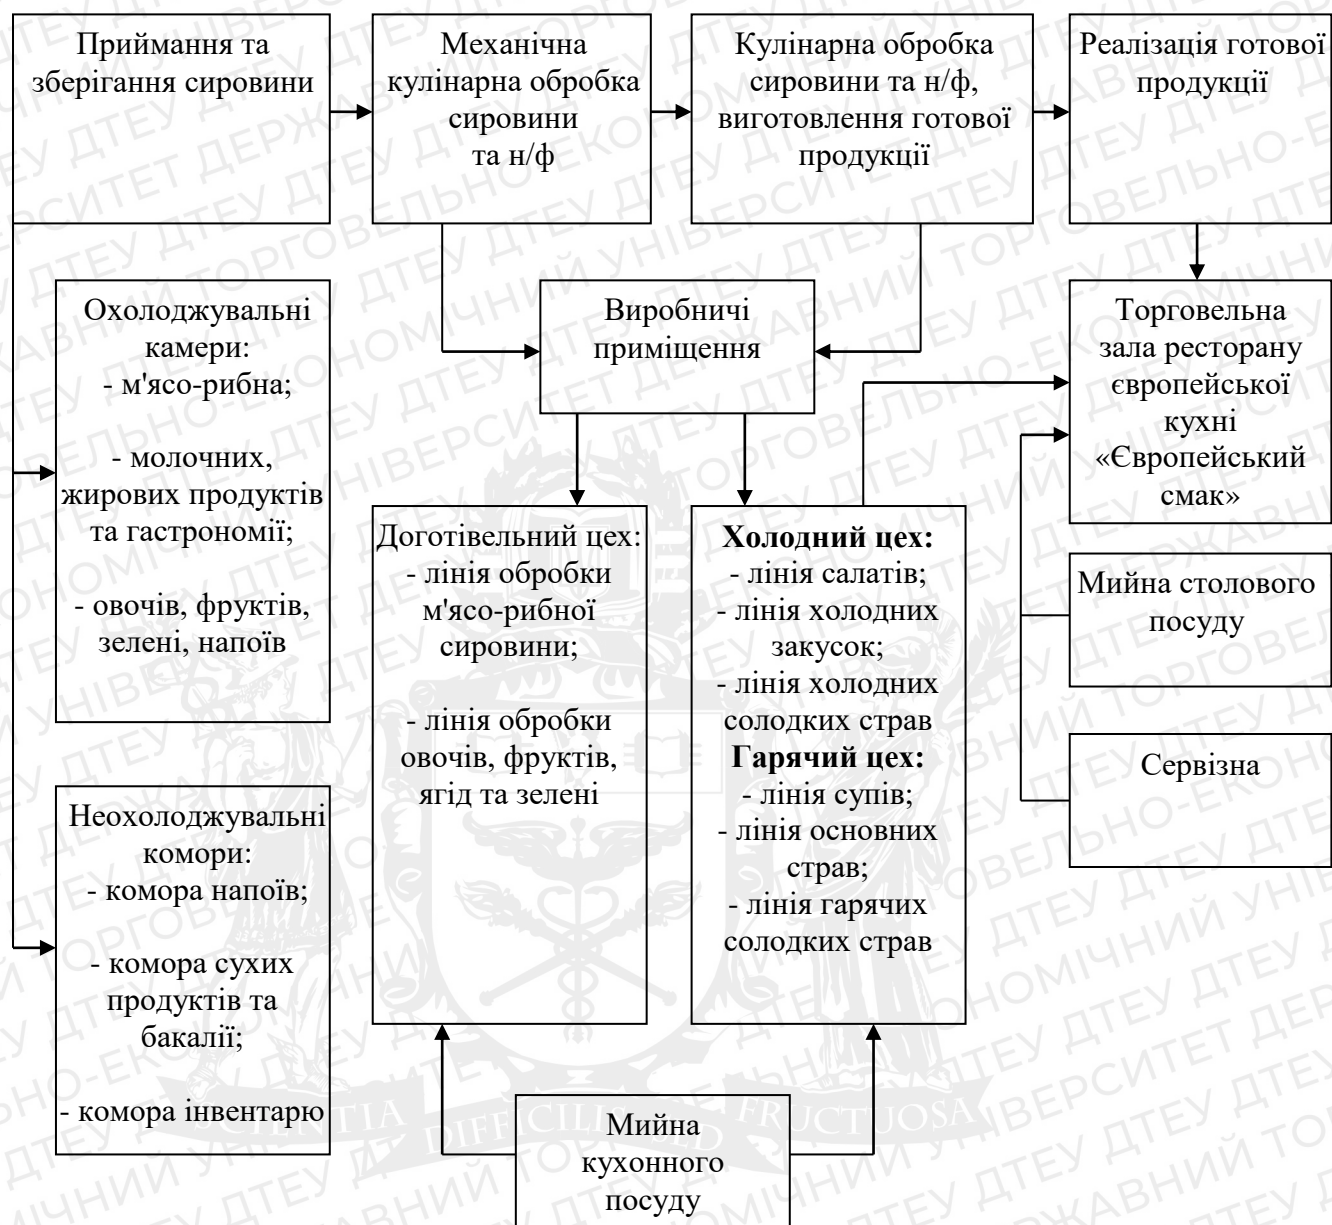 Приймання та
зберігання сировини
Механічна
кулінарна обробка
сировини
та н/ф
Кулінарна обробка
сировини та н/ф,
виготовлення готової
продукції
Реалізація готової
продукції
Охолоджувальні
камери:
- м'ясо-рибна;
- молочних,
жирових продуктів
та гастрономії;
- овочів, фруктів,
зелені, напоїв
Виробничі
приміщення
Торговельна
зала ресторану
європейської
кухні
«Європейський
смак»
Доготівельний цех:
- лінія обробки
м'ясо-рибної
сировини;
- лінія обробки
овочів, фруктів,
ягід та зелені
Холодний цех:
- лінія салатів;
- лінія холодних
закусок;
- лінія холодних
солодких страв
Гарячий цех:
- лінія супів;
- лінія основних
страв;
- лінія гарячих
солодких страв
Мийна столового
посуду
Сервізна
Неохолоджувальні
комори:
- комора напоїв;
- комора сухих
продуктів та
бакалії;
- комора інвентарю
Мийна
кухонного
посуду
SCIENTIA DIFFICILIS SED FRUCTUOSA